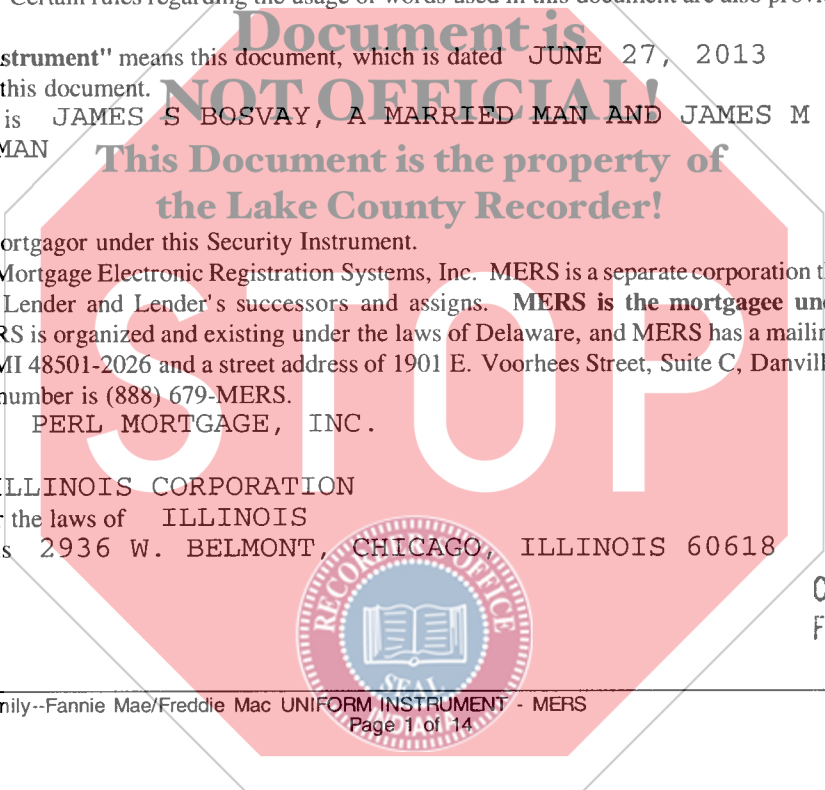 Certain rules regarding the usage of words used in this document are also provi
Document is
strument" means this document, which is dated JUNE 27, 2013
this document.
NOT OFFICIAL!
is JAMES S BOSVAY, A MARRIED MAN AND JAMES M
MAN
This Document is the property of
the Lake County Recorder!
ortgagor under this Security Instrument.
Mortgage Electronic Registration Systems, Inc. MERS is a separate corporation t
Lender and Lender's successors and assigns. MERS is the mortgagee un
RS is organized and existing under the laws of Delaware, and MERS has a mailin
MI 48501-2026 and a street address of 1901 E. Voorhees Street, Suite C, Danvill
number is (888) 679-MERS.
STOP
PERL MORTGAGE, INC.
ILLINOIS CORPORATION
r the laws of ILLINOIS
s 2936 W. BELMONT, CHICAGO, ILLINOIS 60618
RECORDER'S OFFICE
SEAL
INDIANA
mily--Fannie Mae/Freddie Mac UNIFORM INSTRUMENT - MERS
Page 1 of 14